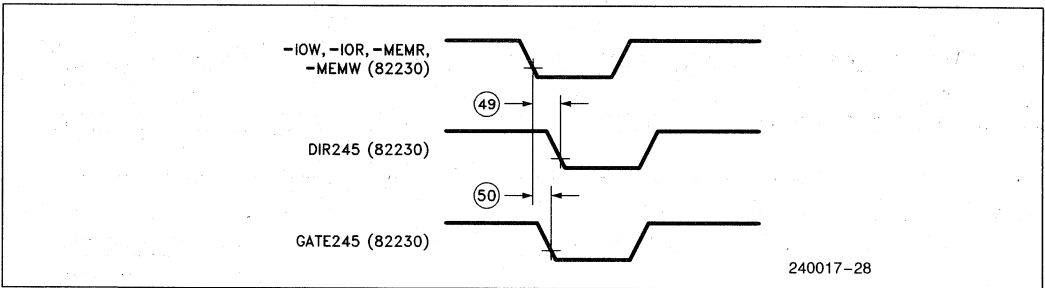 -IOW, -IOR, -MEMR,
-MEMW (82230)
49
DIR245 (82230)
50
GATE245 (82230)
240017-28